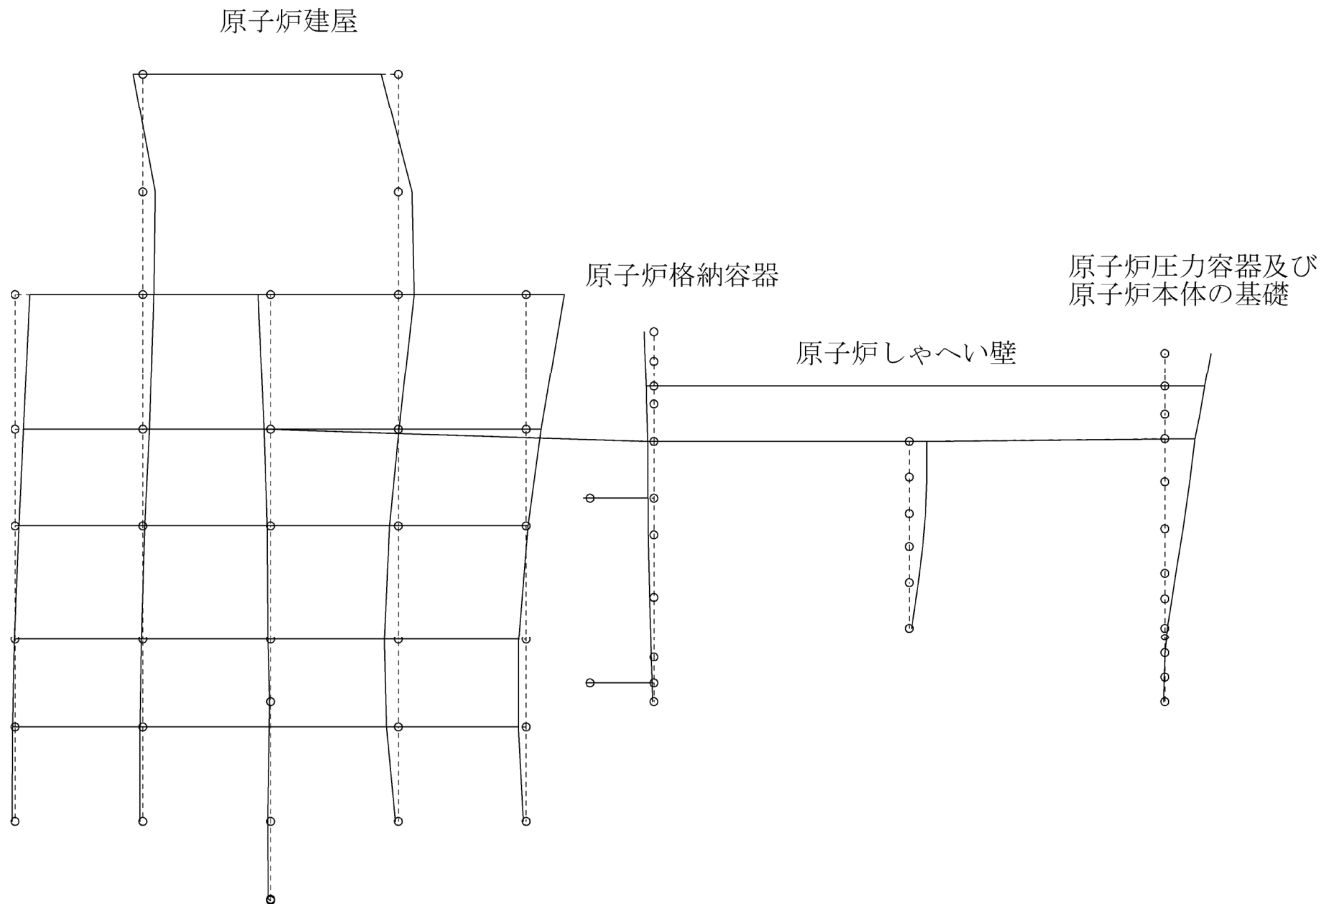 原子炉建屋
原子炉格納容器
原子炉しゃへい壁
原子炉圧力容器及び
原子炉本体の基礎